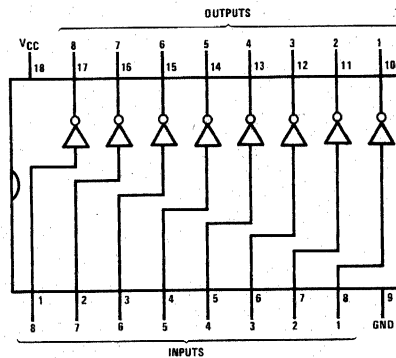 OUTPUTS
VCC 8 7 6 5 4 3 2 1
18 17 16 15 14 13 12 11 10
1 2 3 4 5 6 7 8 9
8 7 6 5 4 3 2 1 GND
INPUTS